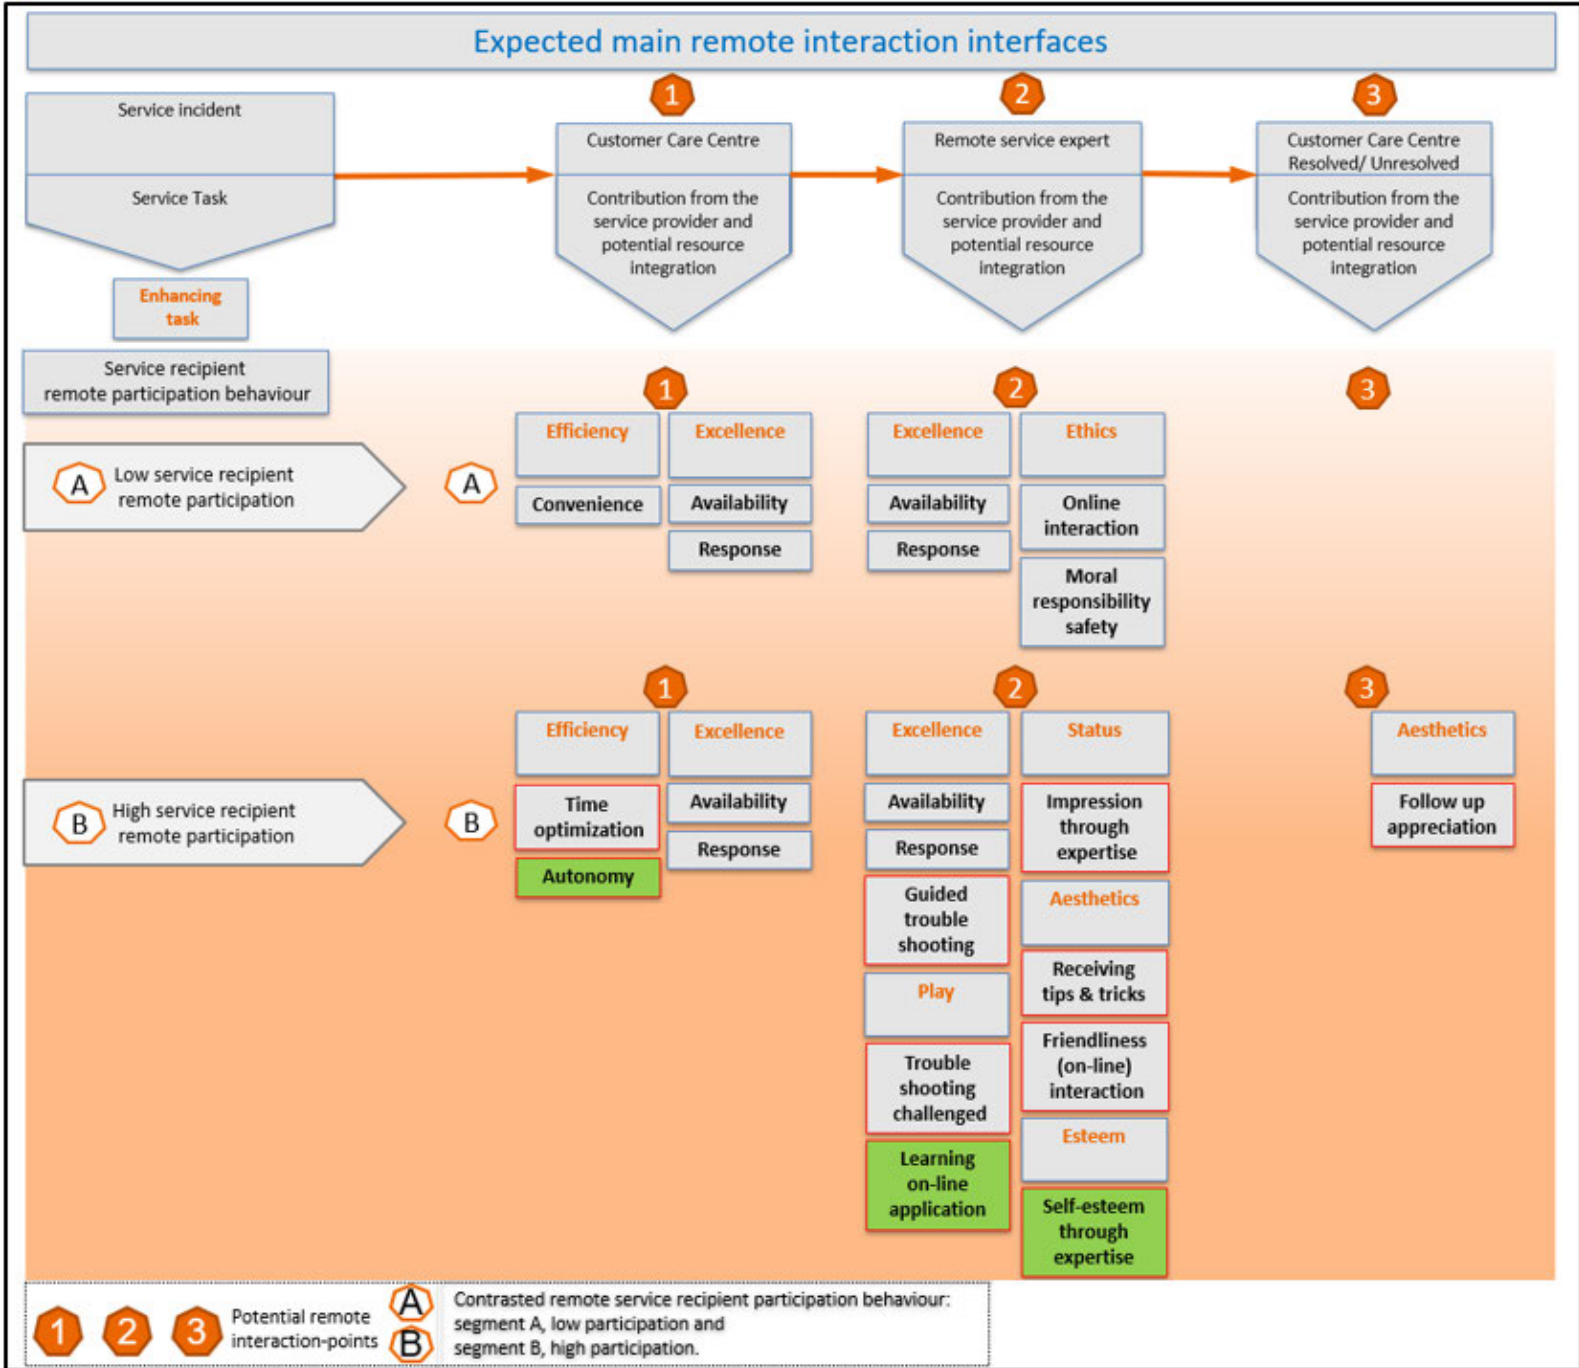 Expected main remote interaction interfaces
1
2
3
Service incident
Service Task
Customer Care Centre
Contribution from the
service provider and
potential resource
integration
Remote service expert
Contribution from the
service provider and
potential resource
integration
Customer Care Centre
Resolved/ Unresolved
Contribution from the
service provider and
potential resource
integration
Enhancing
task
Service recipient
remote participation behaviour
1
2
3
A
Low service recipient
remote participation
A
Efficiency
Convenience
Excellence
Availability
Response
Excellence
Availability
Response
Ethics
Online
interaction
Moral
responsibility
safety
1
2
3
B
High service recipient
remote participation
B
Efficiency
Time
optimization
Autonomy
Excellence
Availability
Response
Excellence
Availability
Response
Guided
trouble
shooting
Play
Trouble
shooting
challenged
Learning
on-line
application
Status
Impression
through
expertise
Aesthetics
Receiving
tips & tricks
Friendliness
(on-line)
interaction
Esteem
Self-esteem
through
expertise
Aesthetics
Follow up
appreciation
1
2
3
Potential remote
interaction-points
A
B
Contrasted remote service recipient participation behaviour:
segment A, low participation and
segment B, high participation.